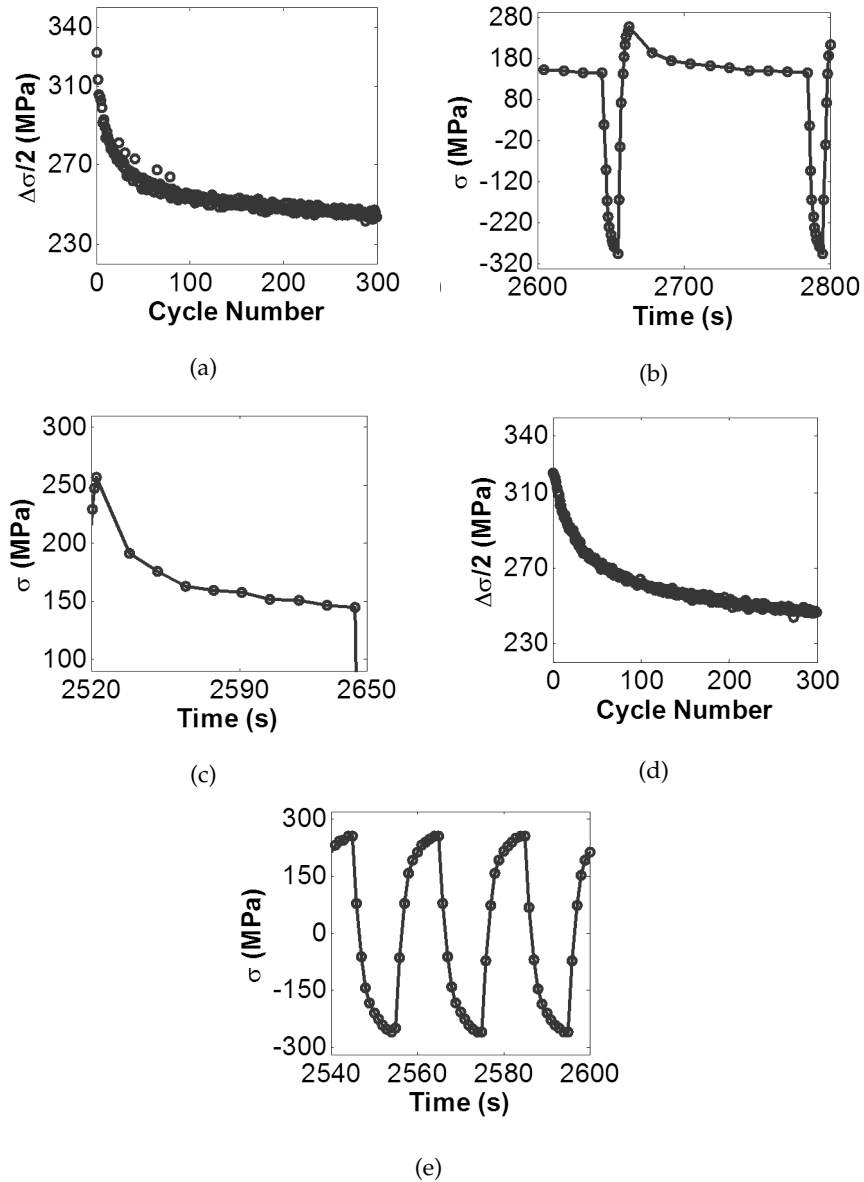 350
310
270
230
Δσ/2 (MPa)
0 100 200 300
Cycle Number
(a)
280
180
80
-20
-120
-220
-320
σ (MPa)
2600 2700 2800
Time (s)
(b)
300
250
200
150
100
σ (MPa)
2520 2590 2650
Time (s)
(c)
340
310
270
230
Δσ/2 (MPa)
0 100 200 300
Cycle Number
(d)
300
150
0
-150
-300
σ (MPa)
2540 2560 2580 2600
Time (s)
(e)